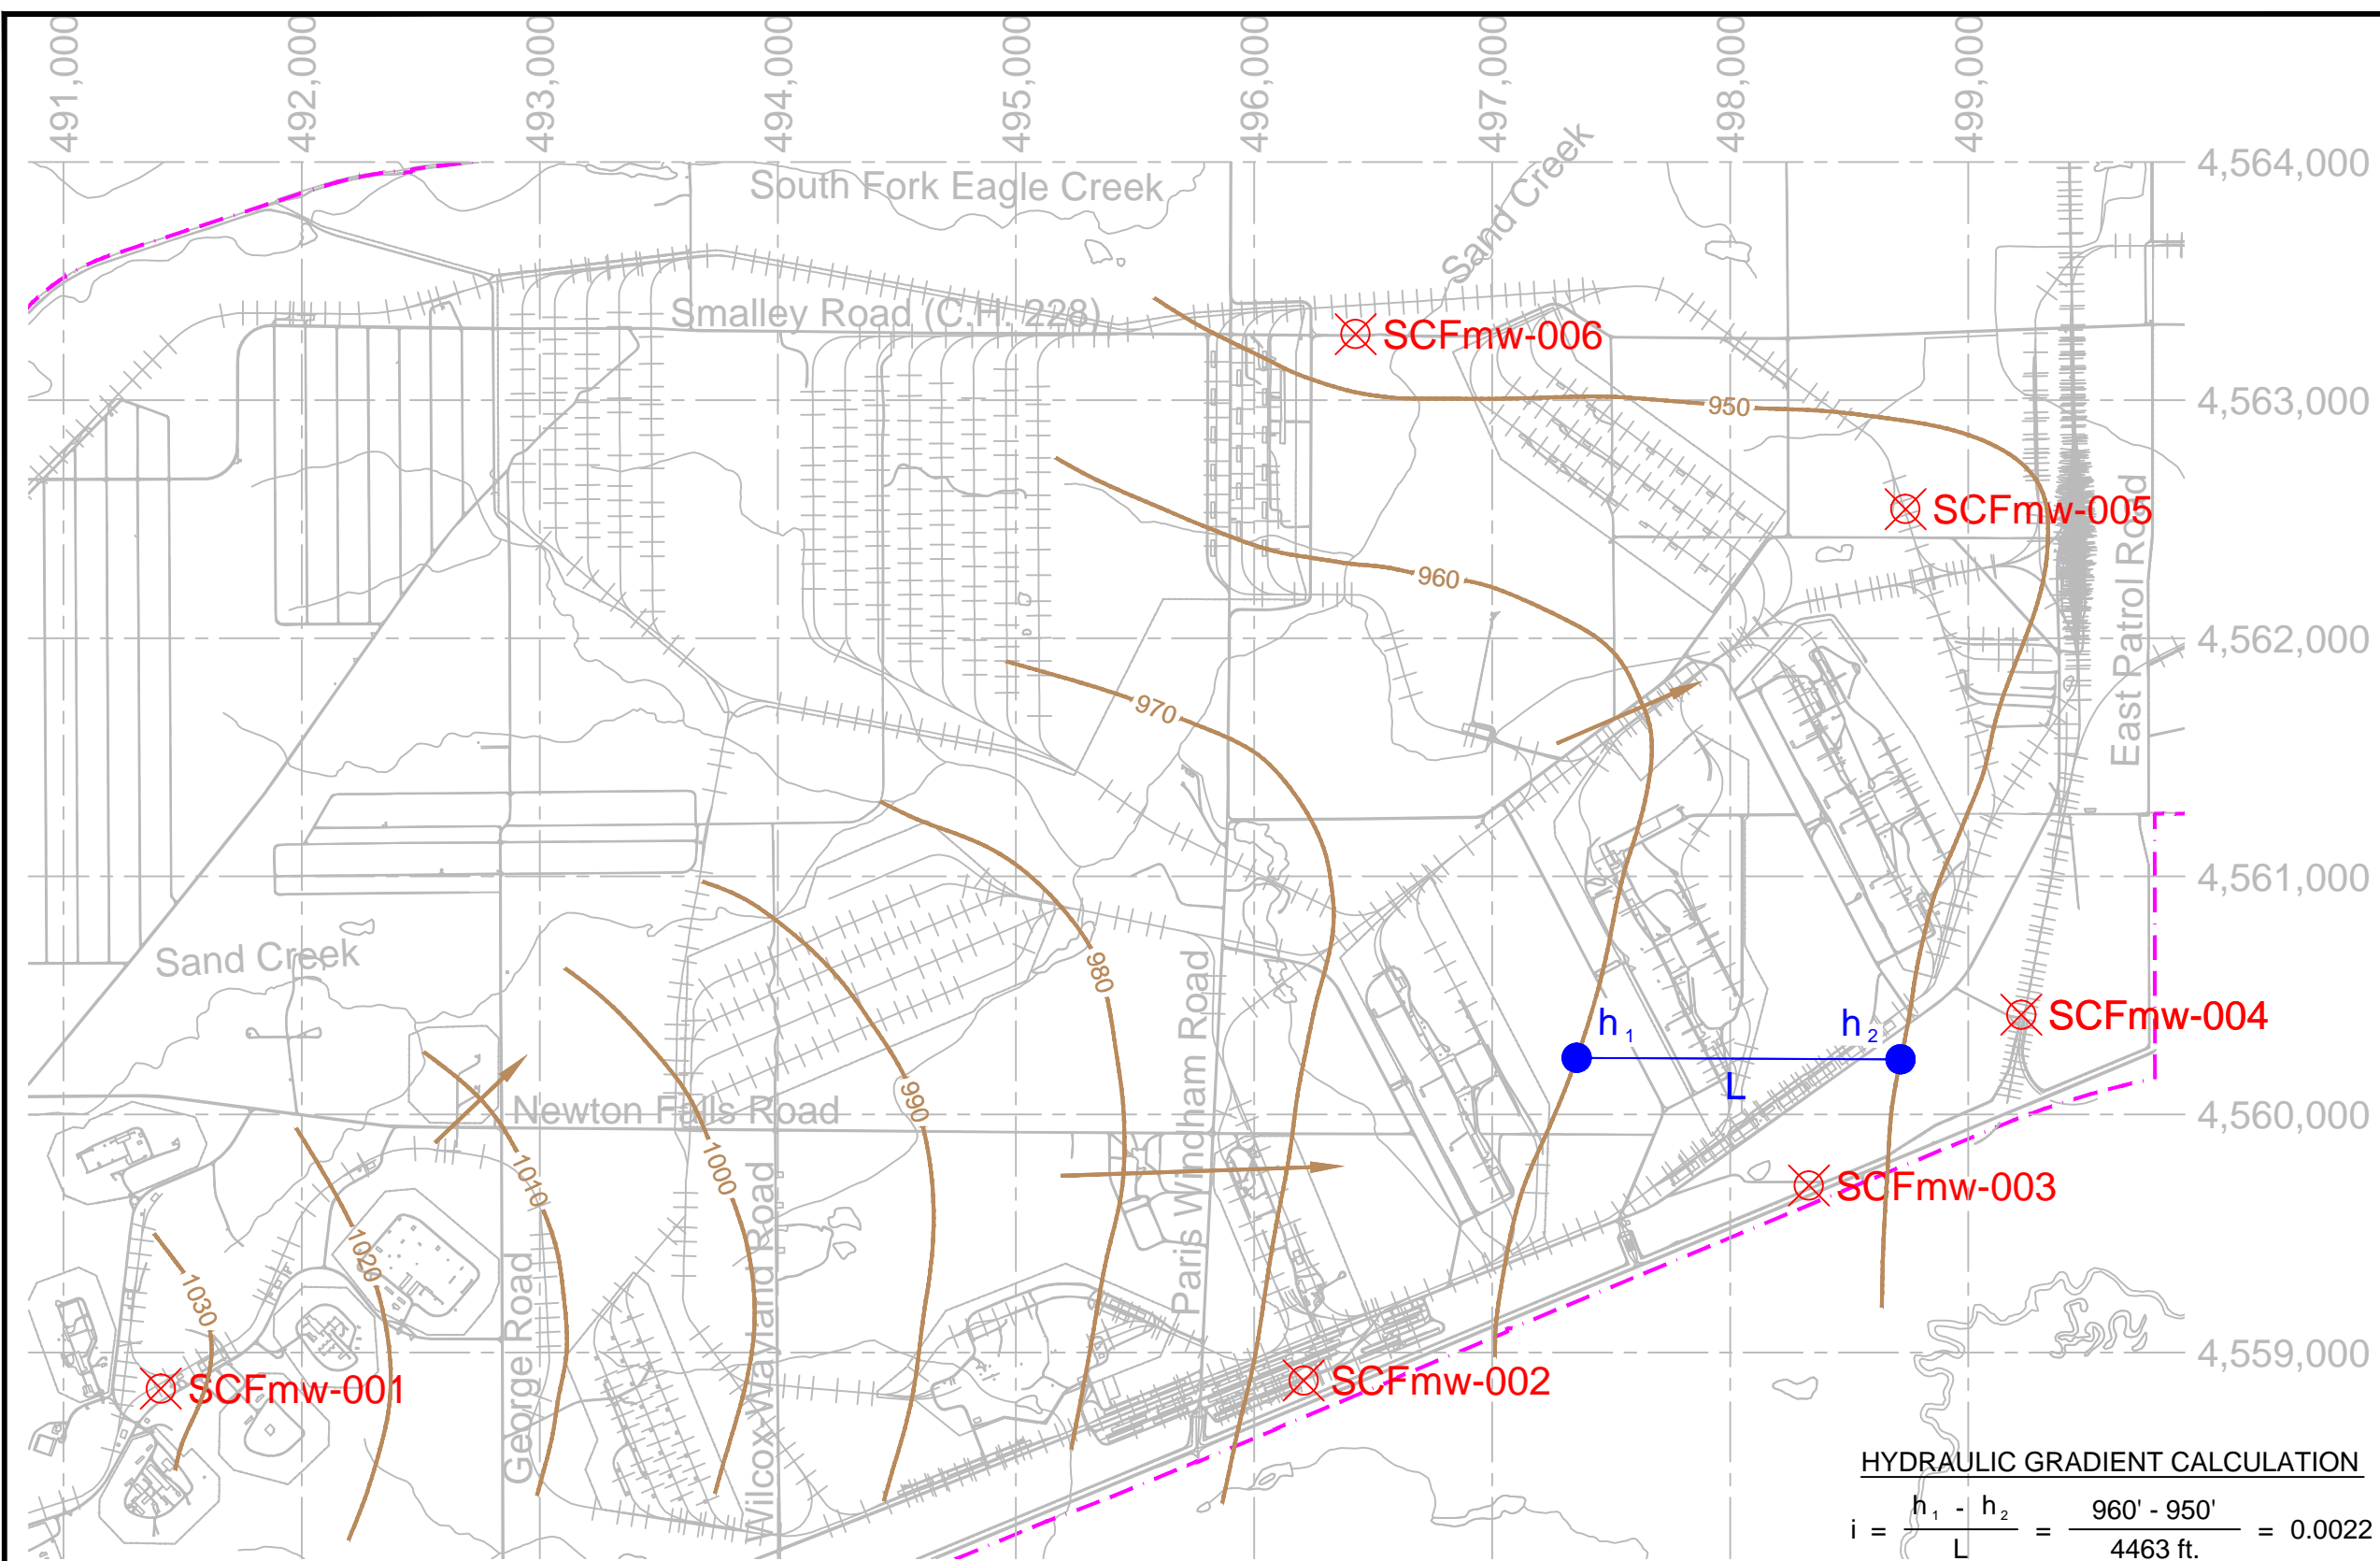 491,000
492,000
493,000
494,000
495,000
496,000
497,000
498,000
499,000
4,564,000
South Fork Eagle Creek
Sand Creek
Smalley Road (C.H. 228)
SCFmw-006
4,563,000
950
SCFmw-005
East Patrol Road
960
4,562,000
970
4,561,000
Sand Creek
980
Paris Windham Road
h₁
h₂
SCFmw-004
L
990
Newton Falls Road
4,560,000
1000
1010
SCFmw-003
1020
1030
George Road
Wilcox-Wayland Road
4,559,000
SCFmw-001
SCFmw-002
HYDRAULIC GRADIENT CALCULATION
i = h₁ - h₂ / L = 960' - 950' / 4463 ft. = 0.0022